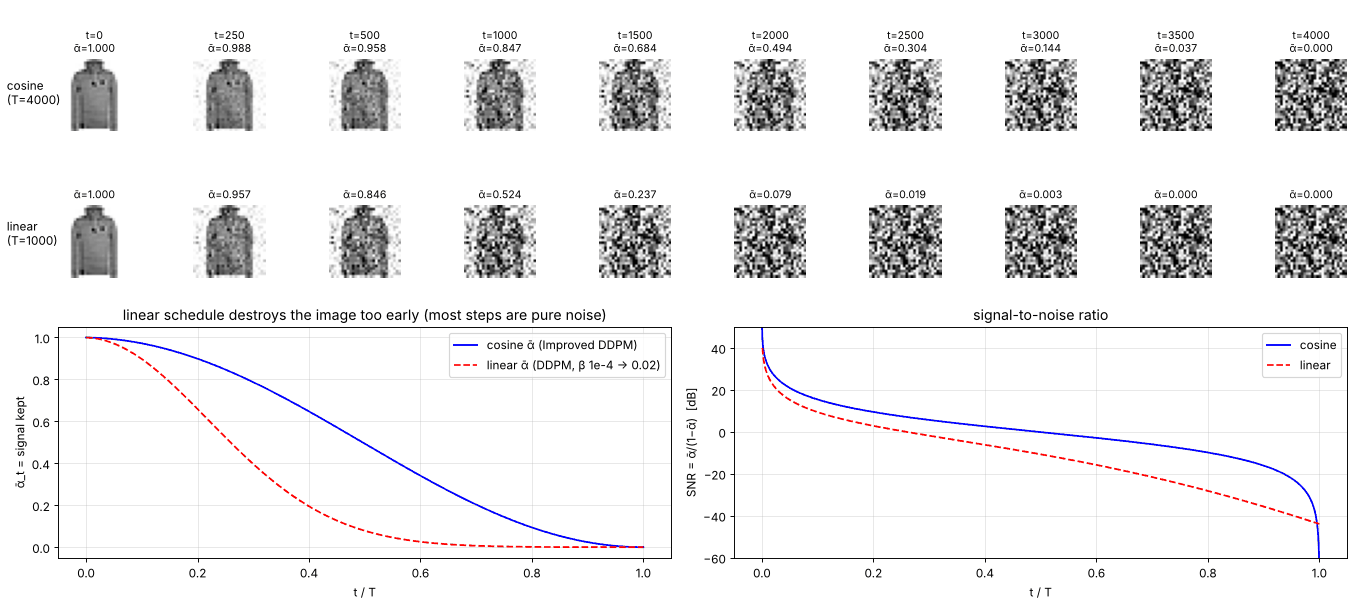 t=0 t=250 t=500 t=1000 t=1500 t=2000 t=2500 t=3000 t=3500 t=4000
ᾱ=1.000 ᾱ=0.988 ᾱ=0.958 ᾱ=0.847 ᾱ=0.684 ᾱ=0.494 ᾱ=0.304 ᾱ=0.144 ᾱ=0.037 ᾱ=0.000
cosine
(T=4000)
ᾱ=1.000 ᾱ=0.957 ᾱ=0.846 ᾱ=0.524 ᾱ=0.237 ᾱ=0.079 ᾱ=0.019 ᾱ=0.003 ᾱ=0.000 ᾱ=0.000
linear
(T=1000)
linear schedule destroys the image too early (most steps are pure noise)
ᾱ_t = signal kept
1.0
0.8
0.6
0.4
0.2
0.0
cosine ᾱ (Improved DDPM)
linear ᾱ (DDPM, β 1e-4 → 0.02)
0.0 0.2 0.4 0.6 0.8 1.0
t / T
signal-to-noise ratio
SNR = ᾱ/(1−ᾱ) [dB]
40
20
0
−20
−40
−60
cosine
linear
0.0 0.2 0.4 0.6 0.8 1.0
t / T